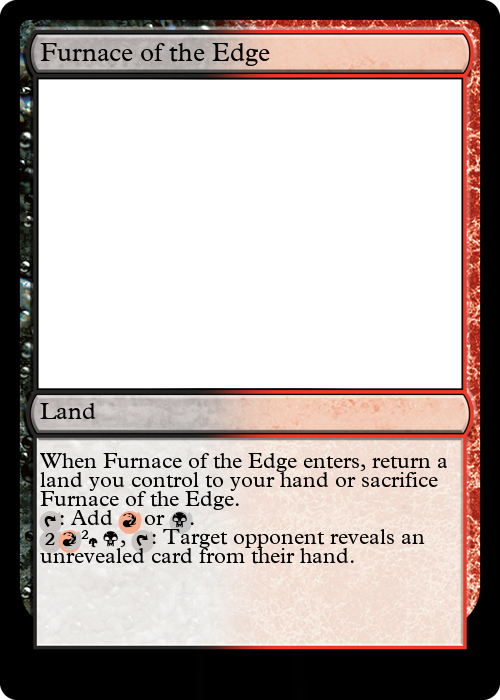 Furnace of the Edge
Land
When Furnace of the Edge enters, return a
land you control to your hand or sacrifice
Furnace of the Edge.
: Add or .
2 2 , : Target opponent reveals an
unrevealed card from their hand.